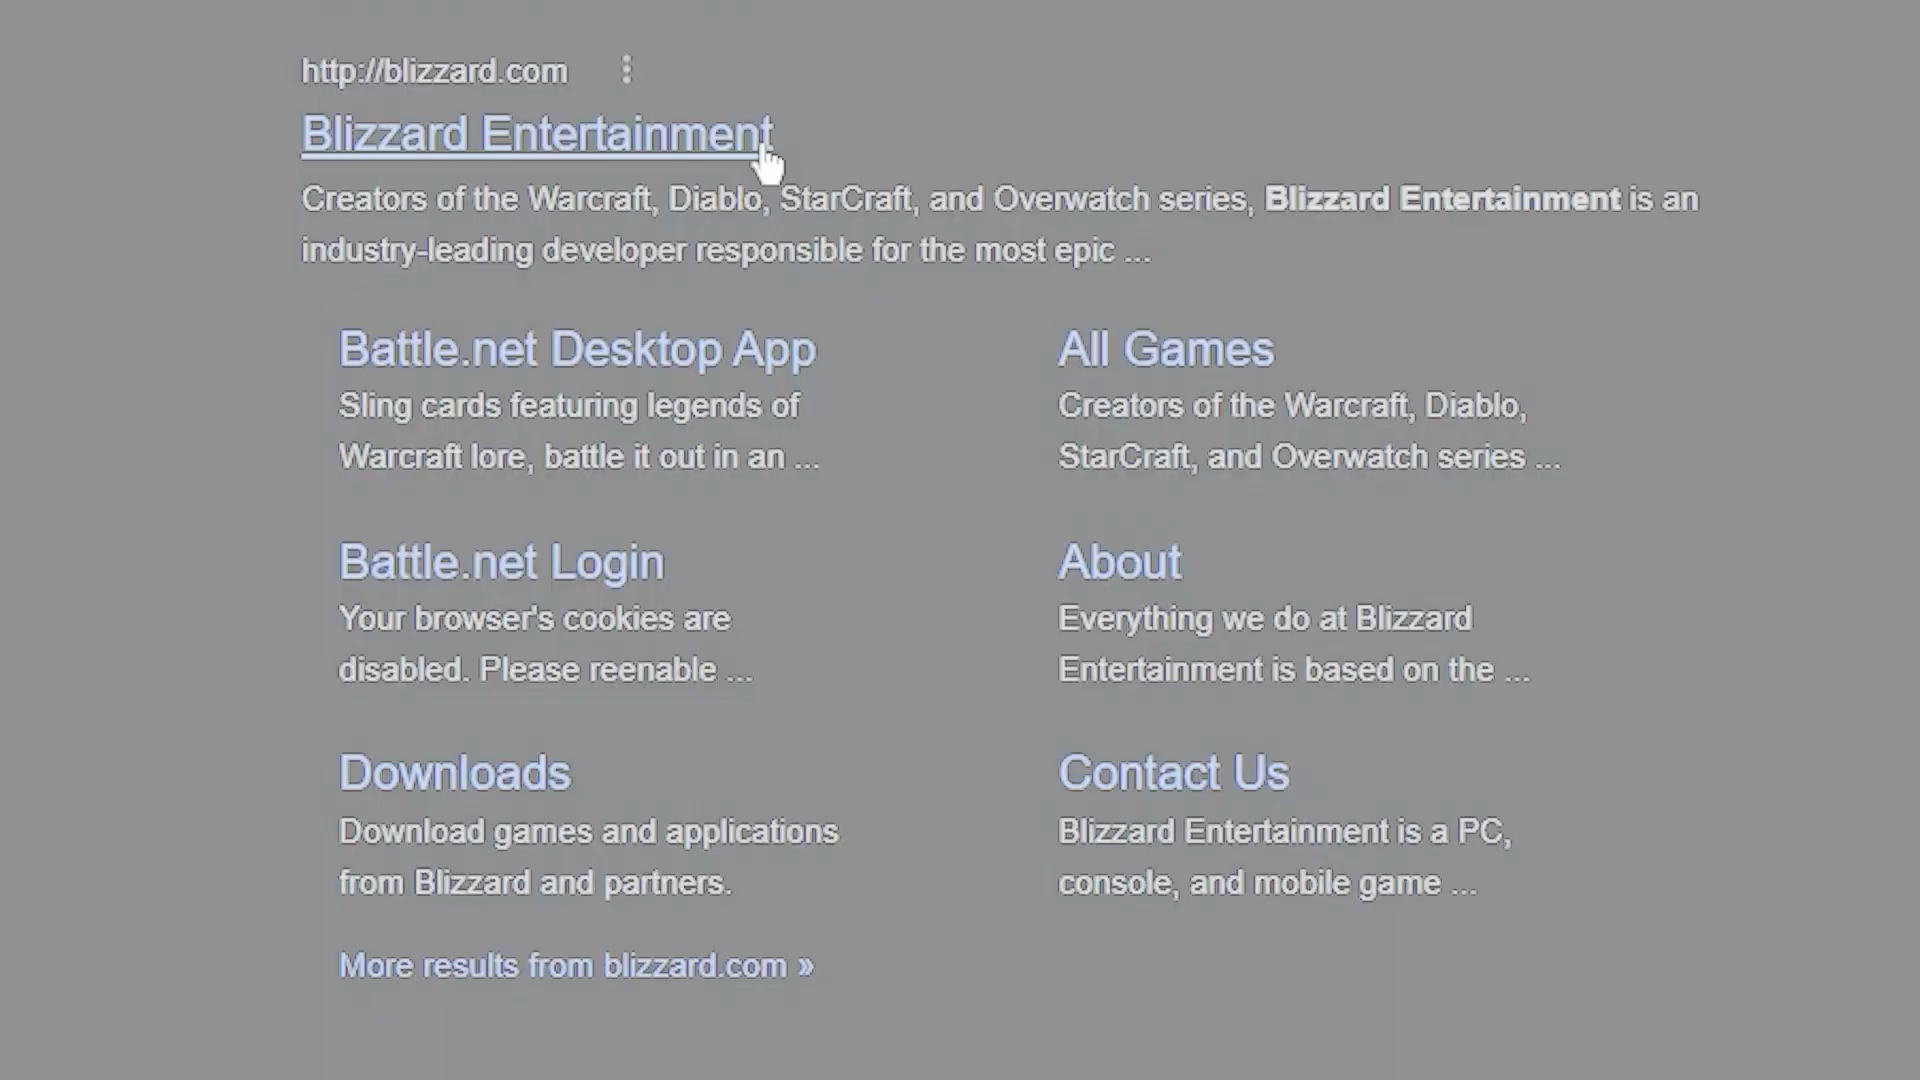 http://blizzard.com
Blizzard Entertainment
Creators of the Warcraft, Diablo, StarCraft, and Overwatch series, Blizzard Entertainment is an
industry-leading developer responsible for the most epic ...
Battle.net Desktop App
Sling cards featuring legends of
Warcraft lore, battle it out in an ...
All Games
Creators of the Warcraft, Diablo,
StarCraft, and Overwatch series ...
Battle.net Login
Your browser's cookies are
disabled. Please reenable ...
About
Everything we do at Blizzard
Entertainment is based on the ...
Downloads
Download games and applications
from Blizzard and partners.
Contact Us
Blizzard Entertainment is a PC,
console, and mobile game ...
More results from blizzard.com »